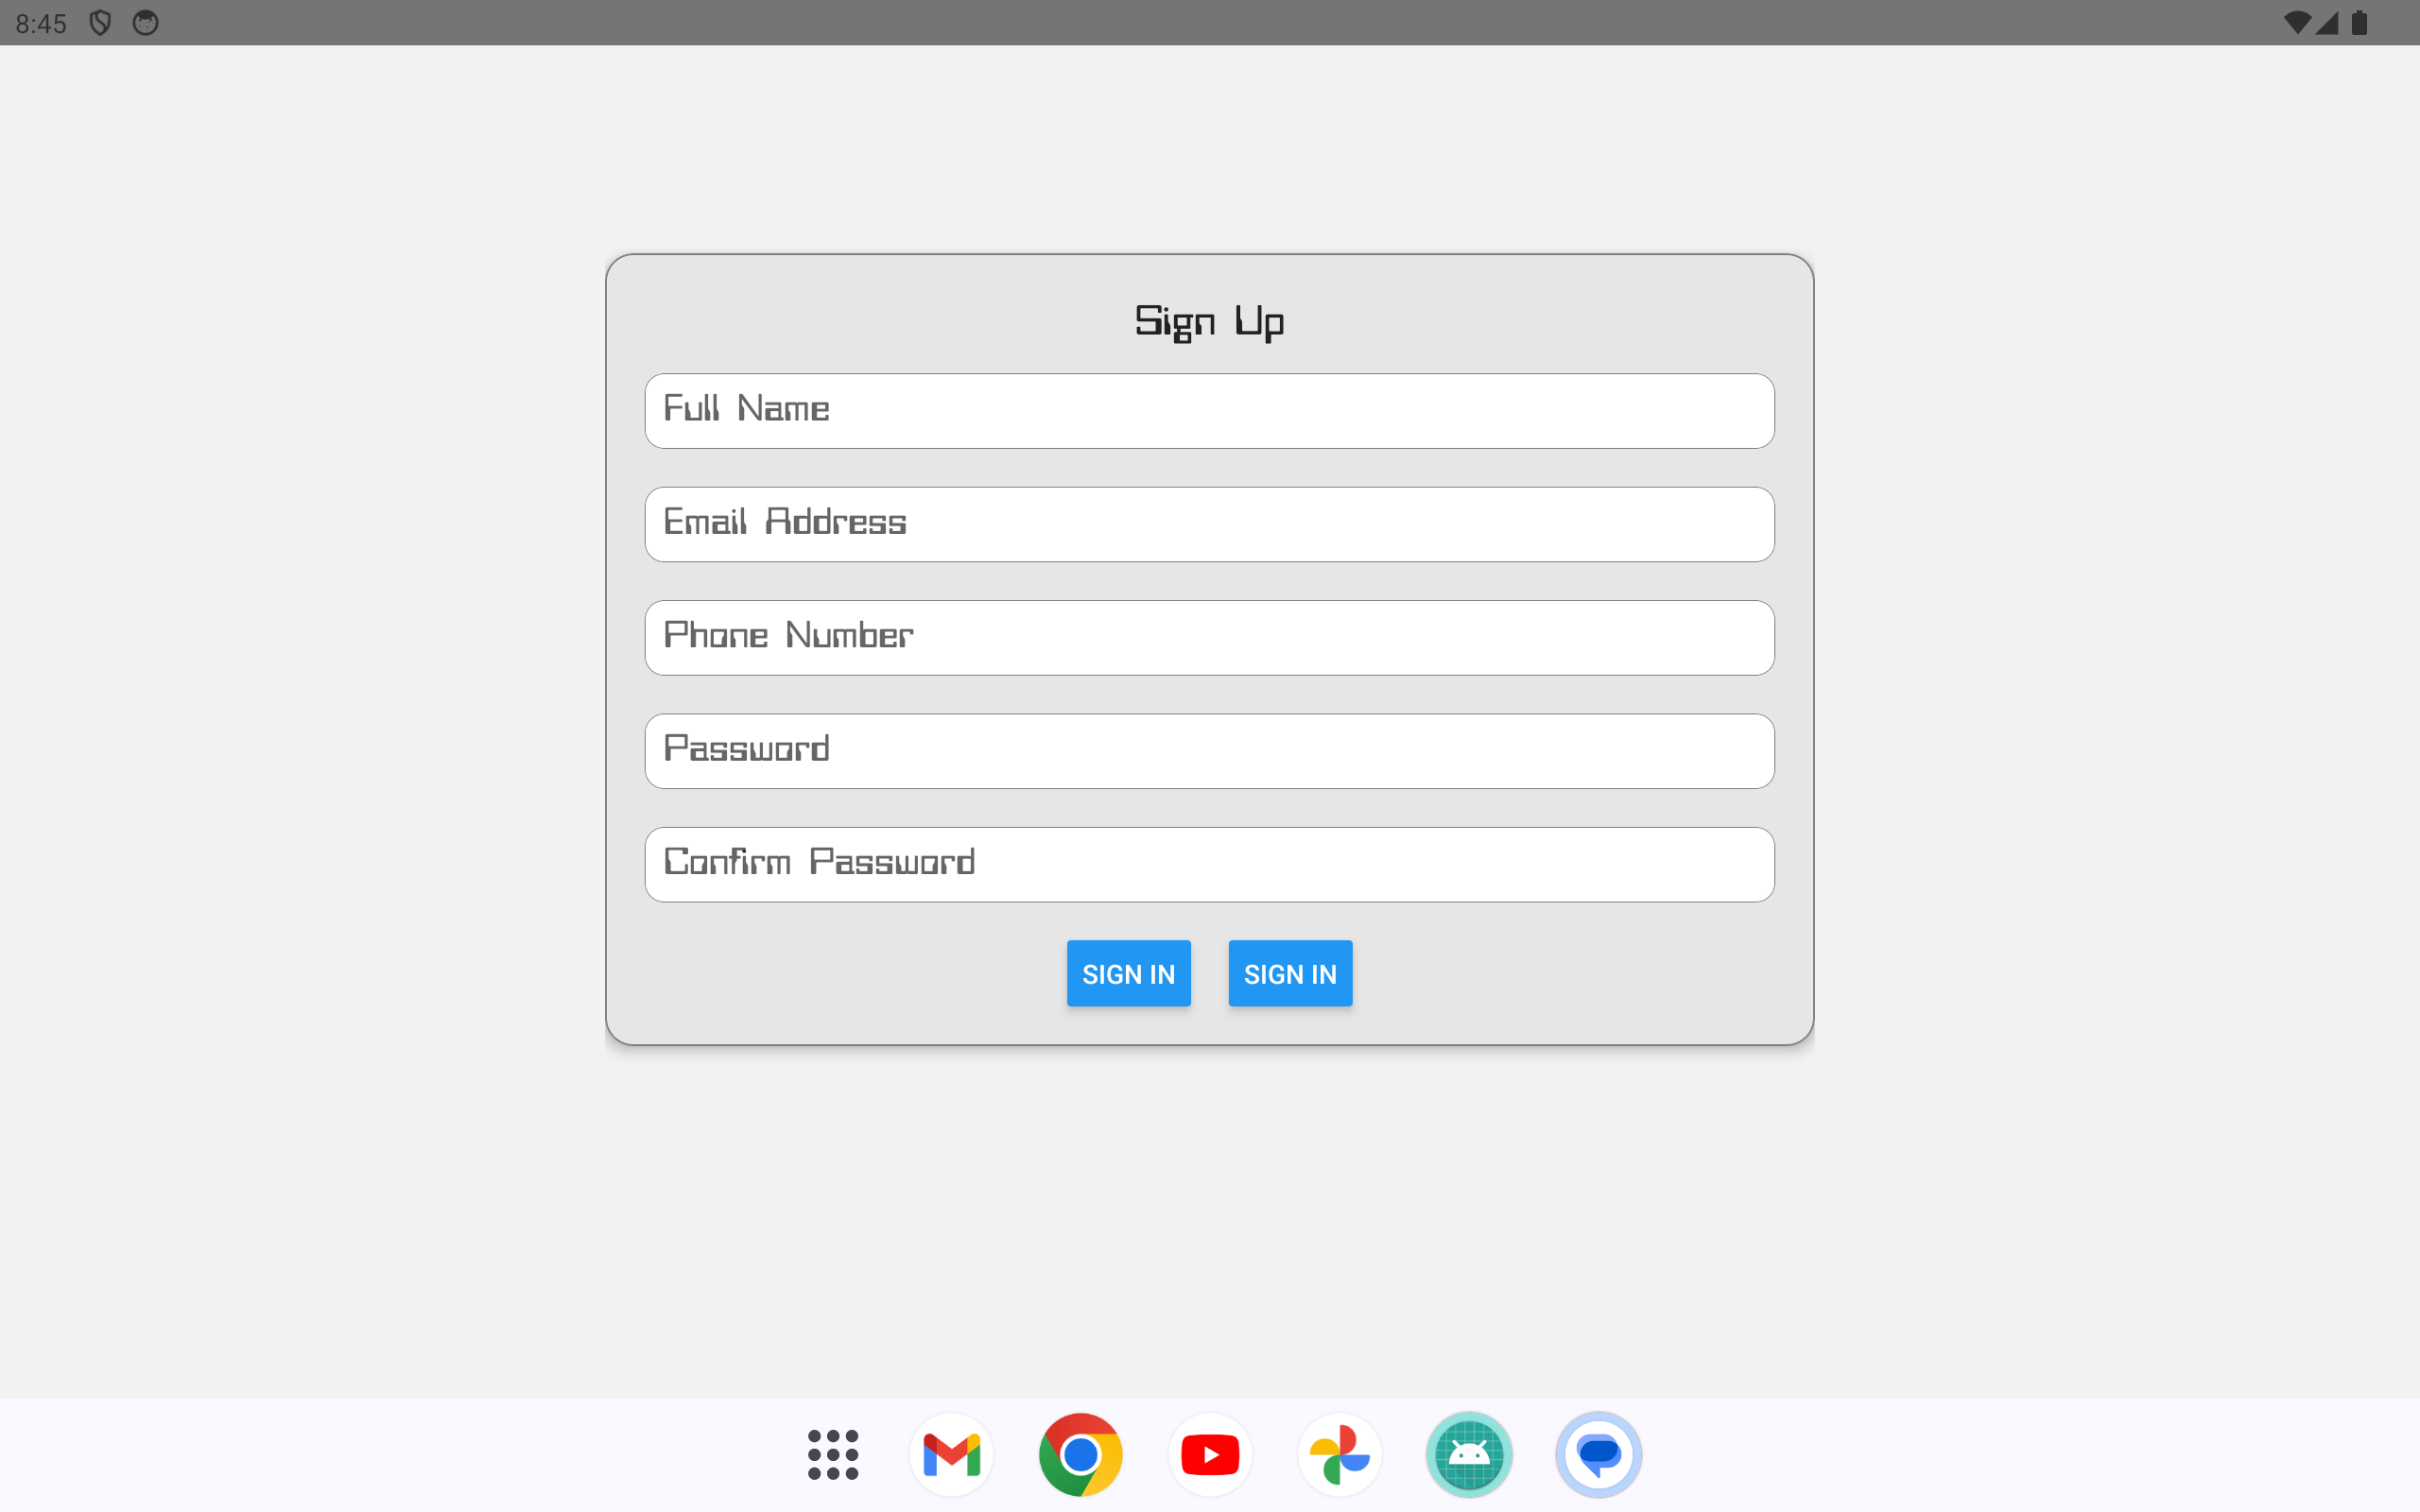 8:45
Sign Up
Full Name
Email Address
Phone Number
Password
Confirm Password
SIGN IN SIGN IN